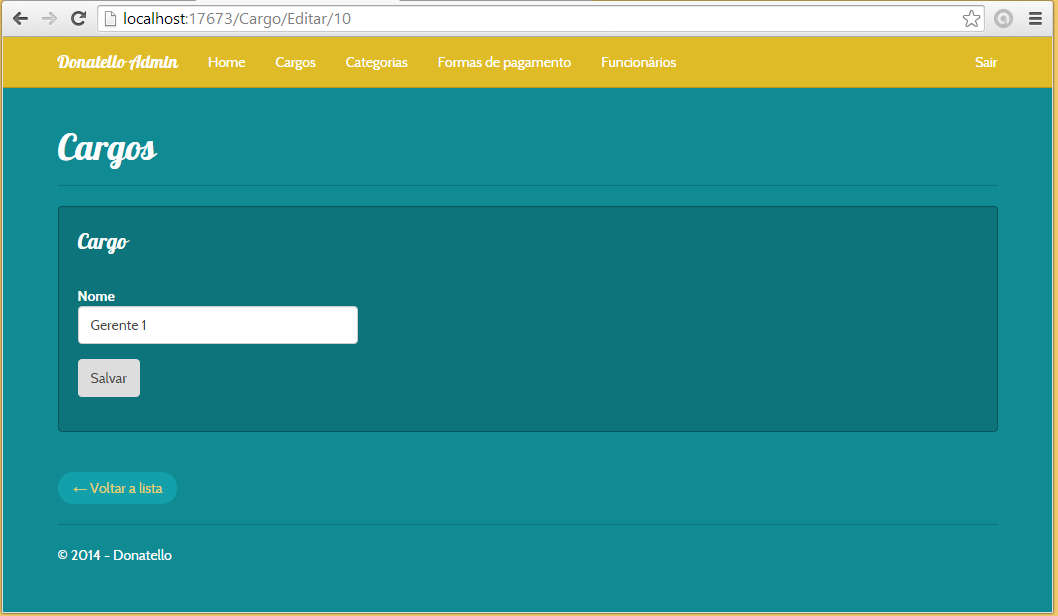 localhost:17673/Cargo/Editar/10
Donatello Admin Home Cargos Categorias Formas de pagamento Funcionários Sair
Cargos
Cargo
Nome
Gerente 1
Salvar
← Voltar a lista
© 2014 - Donatello